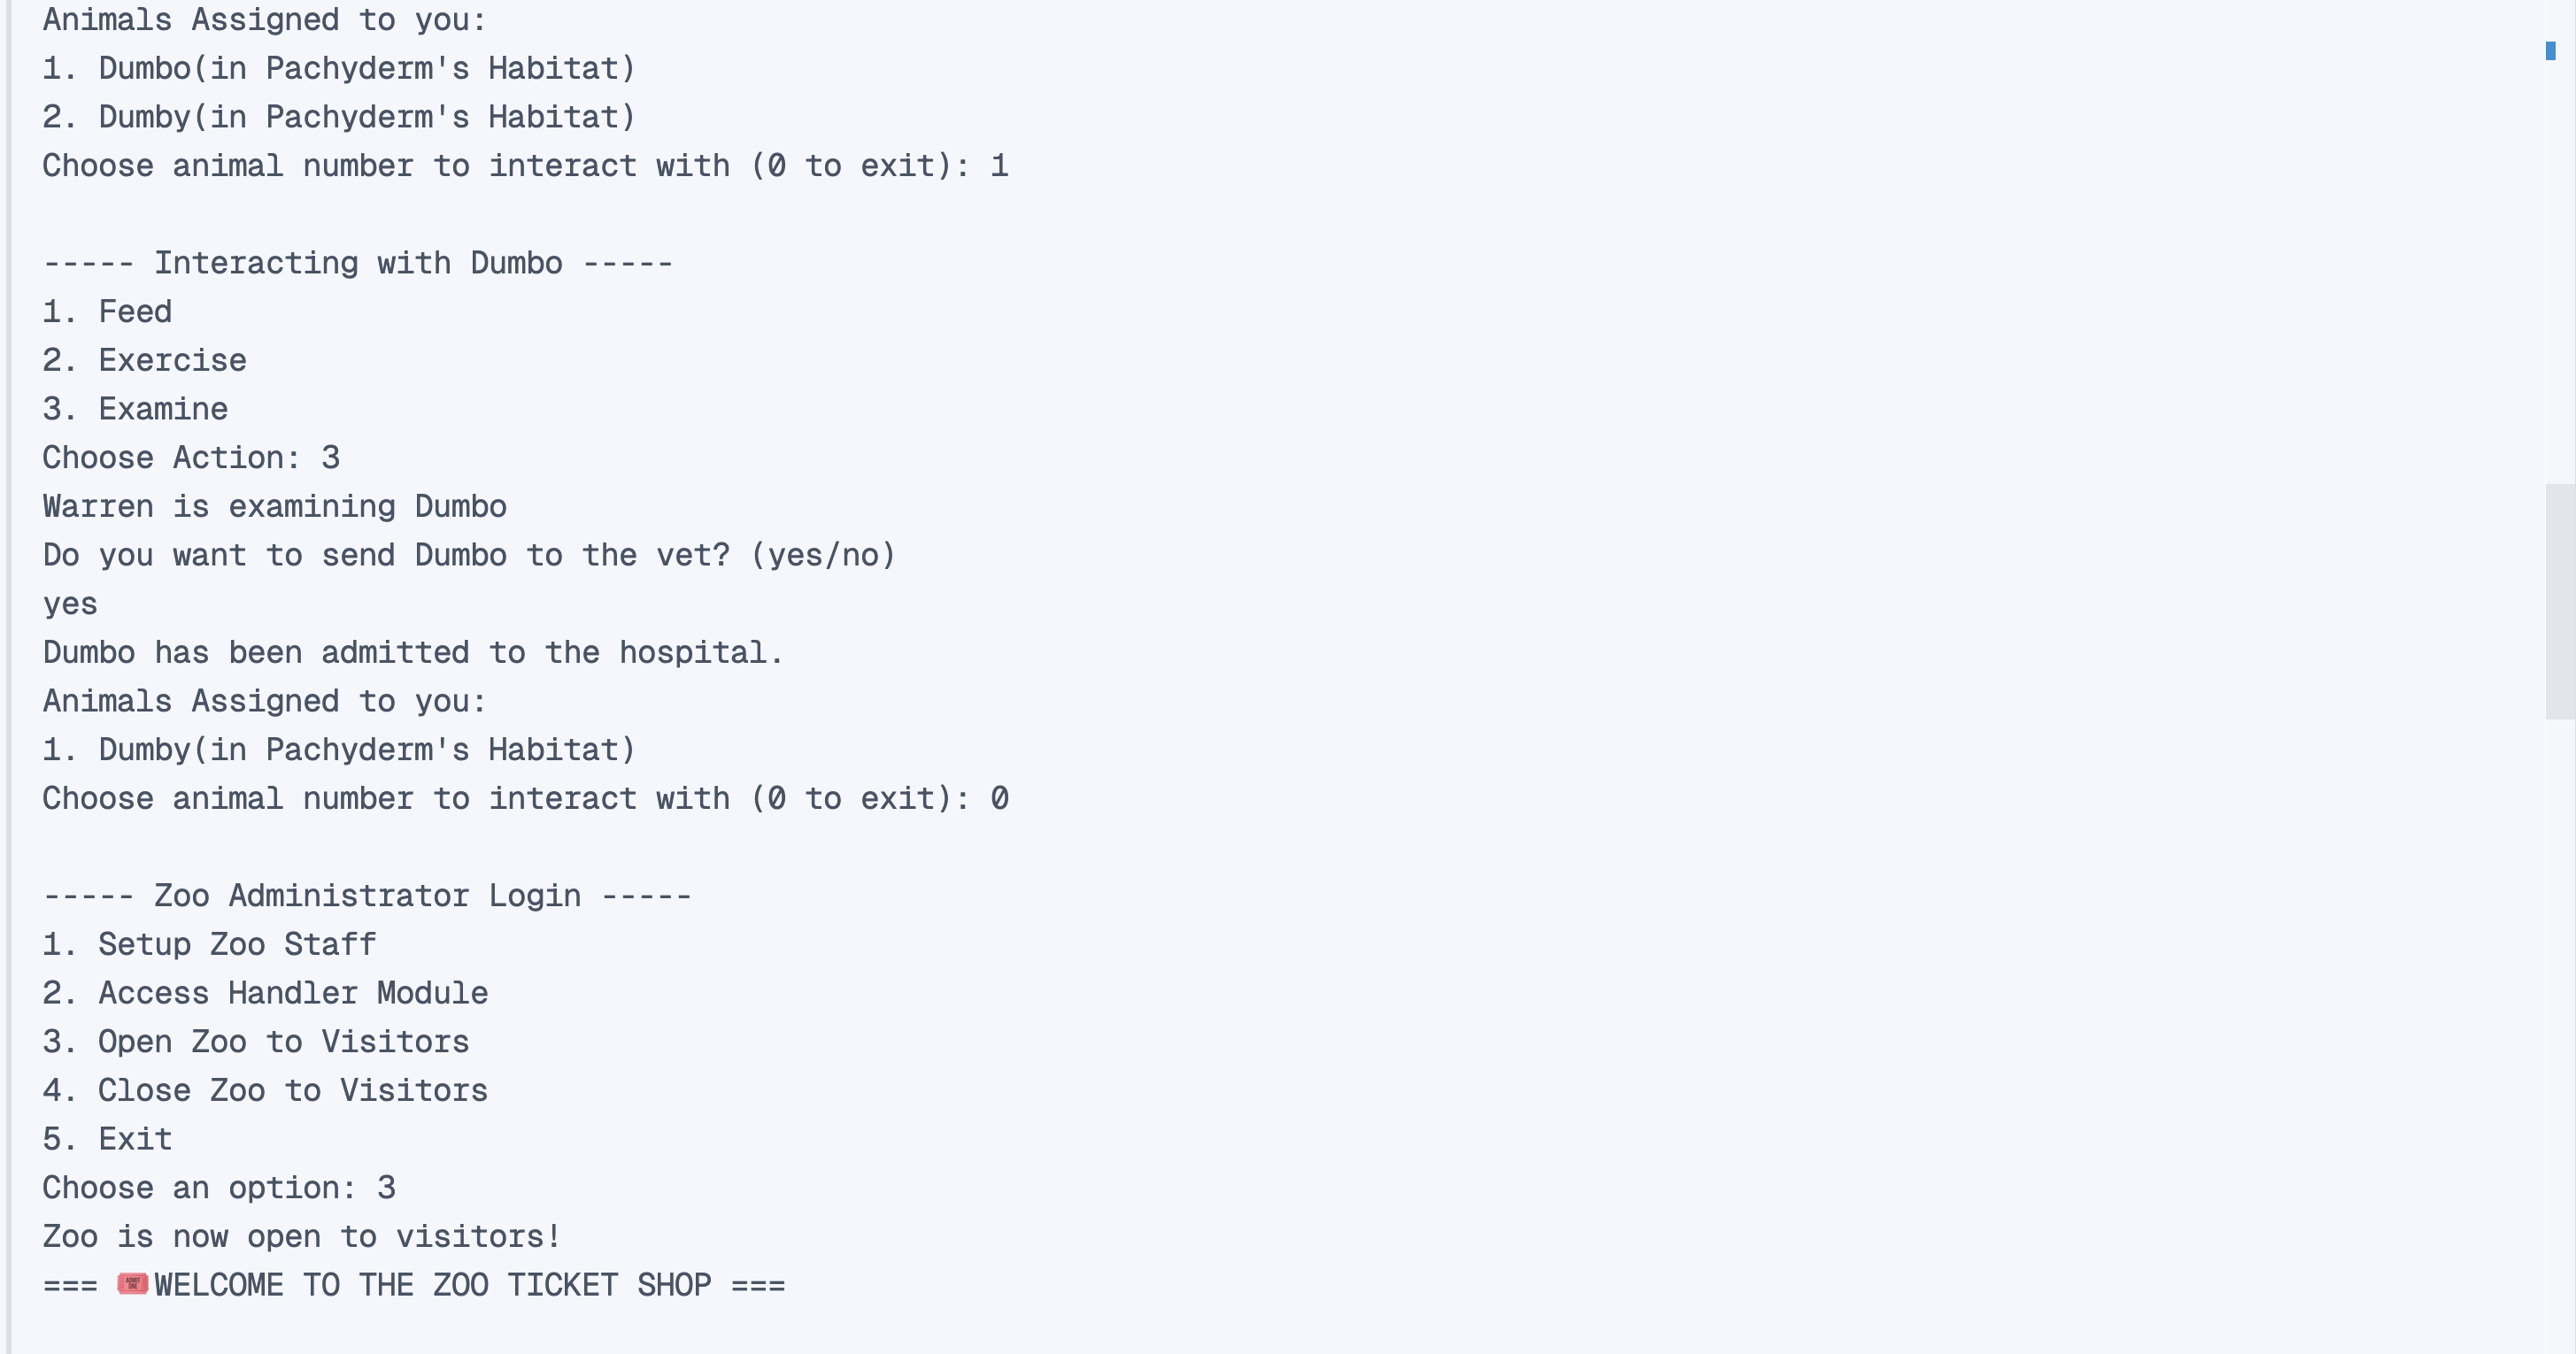 Animals Assigned to you:
1. Dumbo(in Pachyderm's Habitat)
2. Dumby(in Pachyderm's Habitat)
Choose animal number to interact with (0 to exit): 1
----- Interacting with Dumbo -----
1. Feed
2. Exercise
3. Examine
Choose Action: 3
Warren is examining Dumbo
Do you want to send Dumbo to the vet? (yes/no)
yes
Dumbo has been admitted to the hospital.
Animals Assigned to you:
1. Dumby(in Pachyderm's Habitat)
Choose animal number to interact with (0 to exit): 0
----- Zoo Administrator Login -----
1. Setup Zoo Staff
2. Access Handler Module
3. Open Zoo to Visitors
4. Close Zoo to Visitors
5. Exit
Choose an option: 3
Zoo is now open to visitors!
=== 🎟️WELCOME TO THE ZOO TICKET SHOP ===